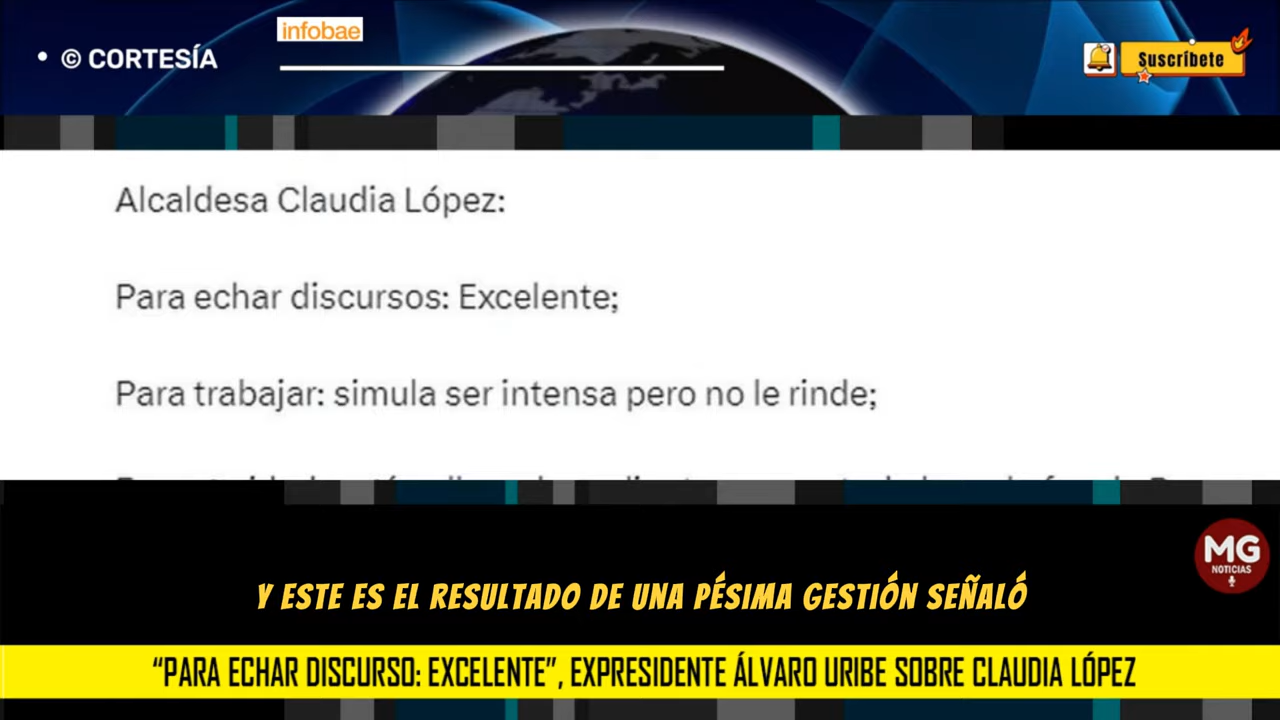 infobae
• © CORTESÍA
Suscríbete
Alcaldesa Claudia López:
Para echar discursos: Excelente;
Para trabajar: simula ser intensa pero no le rinde;
MG
NOTICIAS
Y ESTE ES EL RESULTADO DE UNA PÉSIMA GESTIÓN SEÑALÓ
“PARA ECHAR DISCURSO: EXCELENTE”, EXPRESIDENTE ÁLVARO URIBE SOBRE CLAUDIA LÓPEZ